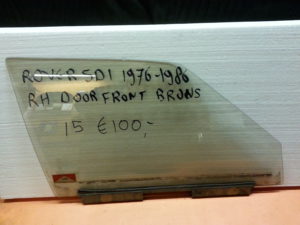 ROVER SD1 1976-1986
RH DOOR FRONT BRONS
15 €100,-